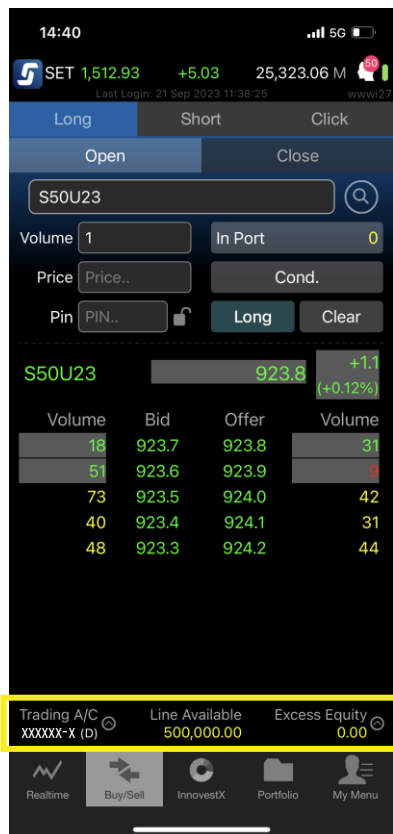 14:40 5G
SET 1,512.93 +5.03 25,323.06 M 50
Last Login: 21 Sep 2023 11:38:25 wwwi27
Long Short Click
Open Close
S50U23
Volume 1 In Port 0
Price Price.. Cond.
Pin PIN.. Long Clear
S50U23 923.8 +1.1
(+0.12%)
Volume Bid Offer Volume
18 923.7 923.8 31
51 923.6 923.9 9
73 923.5 924.0 42
40 923.4 924.1 31
48 923.3 924.2 44
Trading A/C Line Available Excess Equity
XXXXXX-X (D) 500,000.00 0.00
Realtime Buy/Sell InnovestX Portfolio My Menu